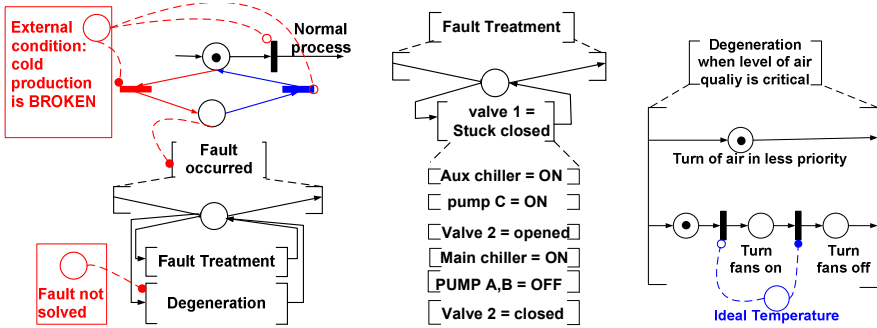 External
condition:
cold
production
is BROKEN
Normal
process
Fault
occurred
Fault Treatment
Degeneration
Fault not
solved
Fault Treatment
valve 1 =
Stuck closed
Aux chiller = ON
pump C = ON
Valve 2 = opened
Main chiller = ON
PUMP A,B = OFF
Valve 2 = closed
Degeneration
when level of air
qualiy is critical
Turn of air in less priority
Turn
fans on
Turn
fans off
Ideal Temperature